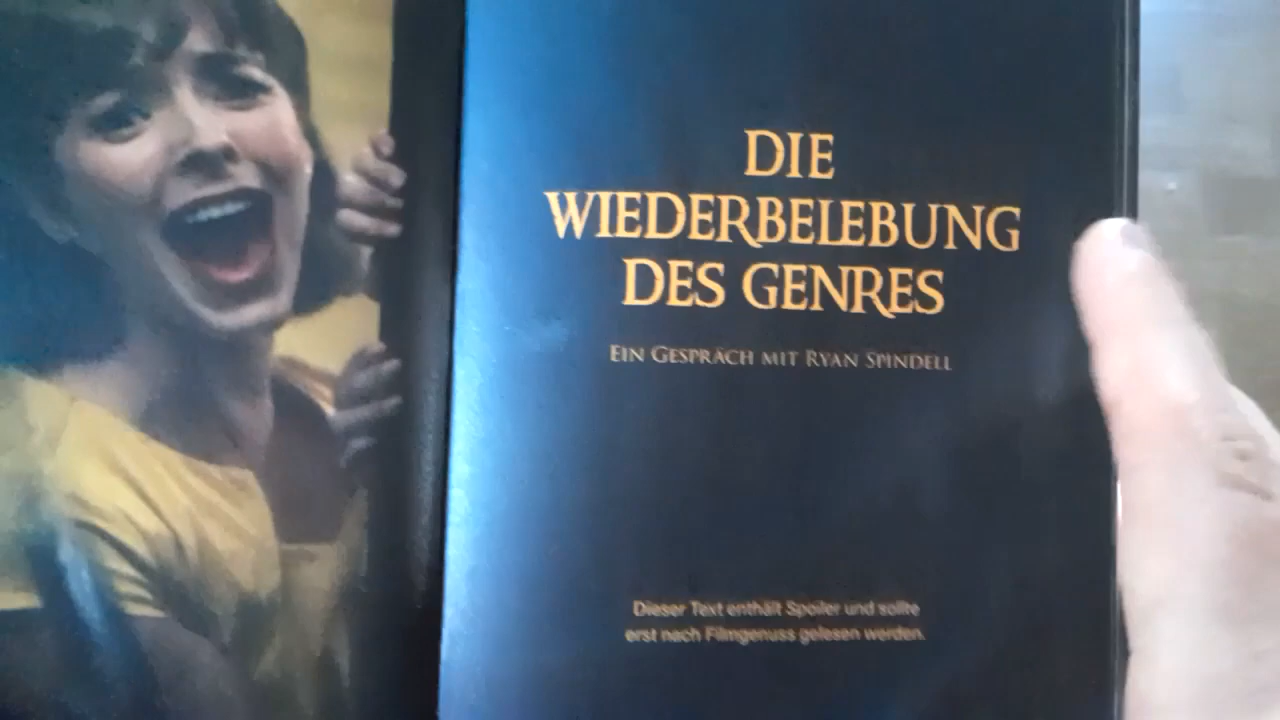 DIE
WIEDERBELEBUNG
DES GENRES
EIN GESPRÄCH MIT RYAN SPINDELL
Dieser Text enthält Spoiler und sollte
erst nach Filmgenuss gelesen werden.